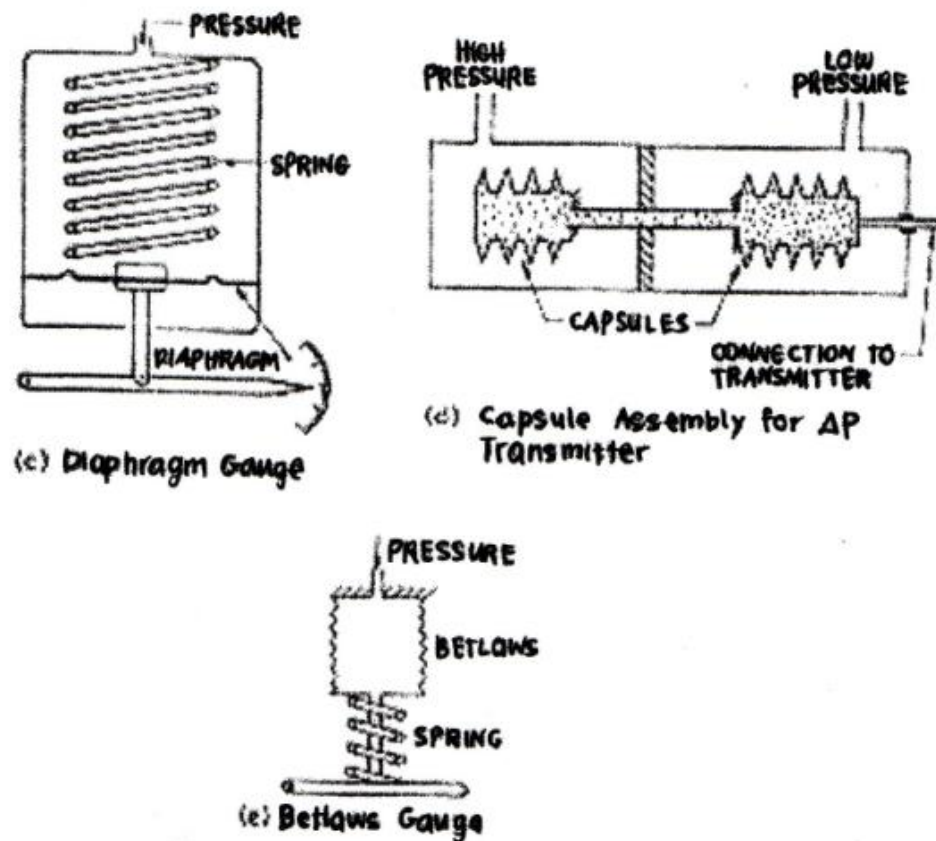 PRESSURE
SPRING
DIAPHRAGM
(c) Diaphragm Gauge
HIGH
PRESSURE
LOW
PRESSURE
CAPSULES
CONNECTION TO
TRANSMITTER
(d) Capsule Assembly for ΔP
Transmitter
PRESSURE
BETLOWS
SPRING
(e) Betlows Gauge